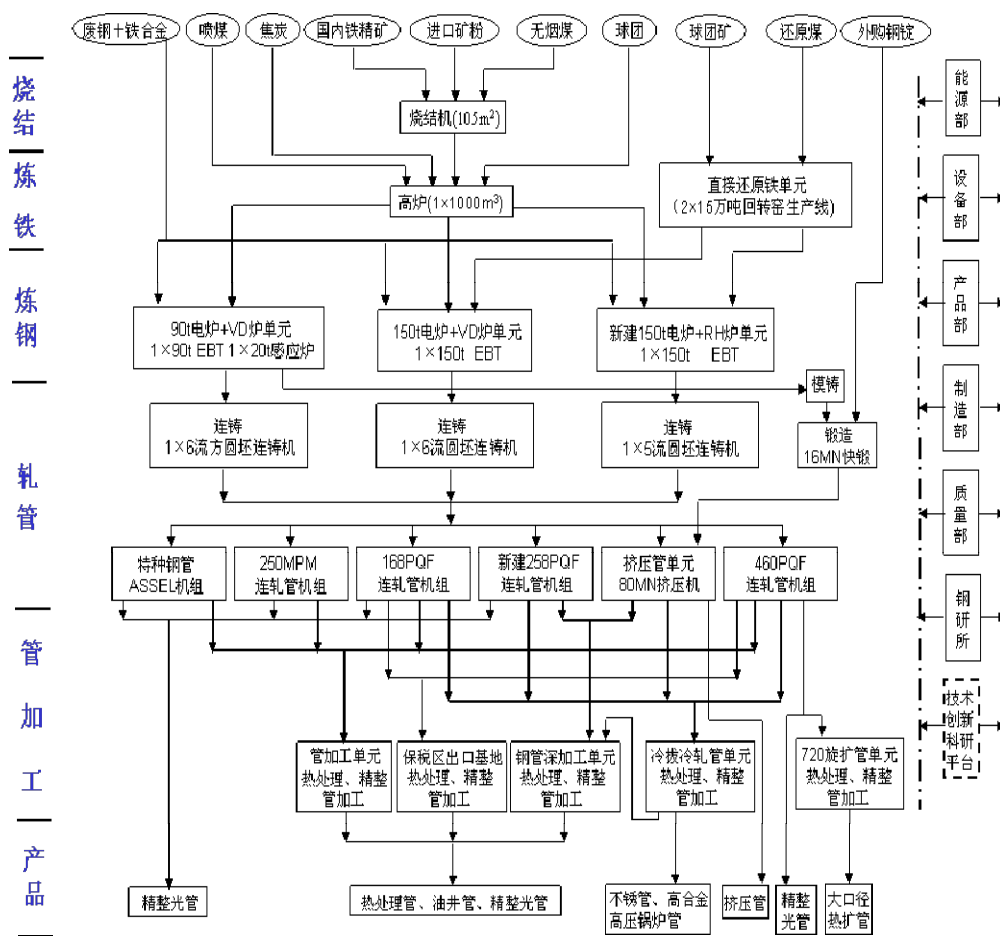 废钢十铁合金
喷煤
焦炭
国内铁精矿
进口矿粉
无烟煤
球团
球团矿
还原煤
外购钢锭
烧结
炼铁
炼钢
轧管
管加工
产品
烧结机(105m²)
高炉(1×1000m³)
直接还原铁单元
(2×15万吨回转窑生产线)
90t电炉+VD炉单元
1×90t EBT 1×20t感应炉
150t电炉+VD炉单元
1×150t EBT
新建150t电炉+RH炉单元
1×150t EBT
模铸
连铸
1×6流方圆坯连铸机
连铸
1×6流圆坯连铸机
连铸
1×5流圆坯连铸机
锻造
16MN快锻
特种钢管
ASSEL机组
250MPM
连轧管机组
168PQF
连轧管机组
新建258PQF
连轧管机组
挤压管单元
80MN挤压机
460PQF
连轧管机组
管加工单元
热处理、精整
管加工
保税区出口基地
热处理、精整
管加工
钢管深加工单元
热处理、精整
管加工
冷拨冷轧管单元
热处理、精整
管加工
720旋扩管单元
热处理、精整
管加工
精整光管
热处理管、油井管、精整光管
不锈管、高合金
高压锅炉管
挤压管
精整
光管
大口径
热扩管
能源部
设备部
产品部
制造部
质量部
钢研所
技术
创新
科研
平台